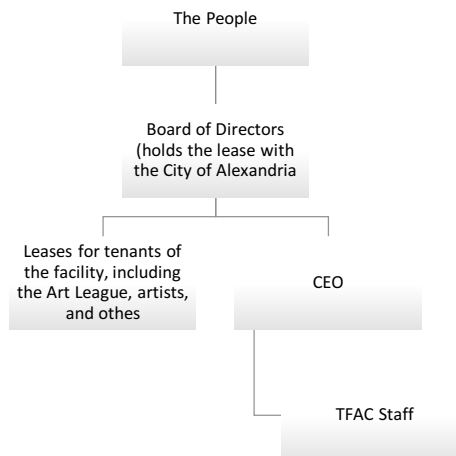 The People
Board of Directors
(holds the lease with
the City of Alexandria
Leases for tenants of
the facility, including
the Art League, artists,
and othes
CEO
TFAC Staff